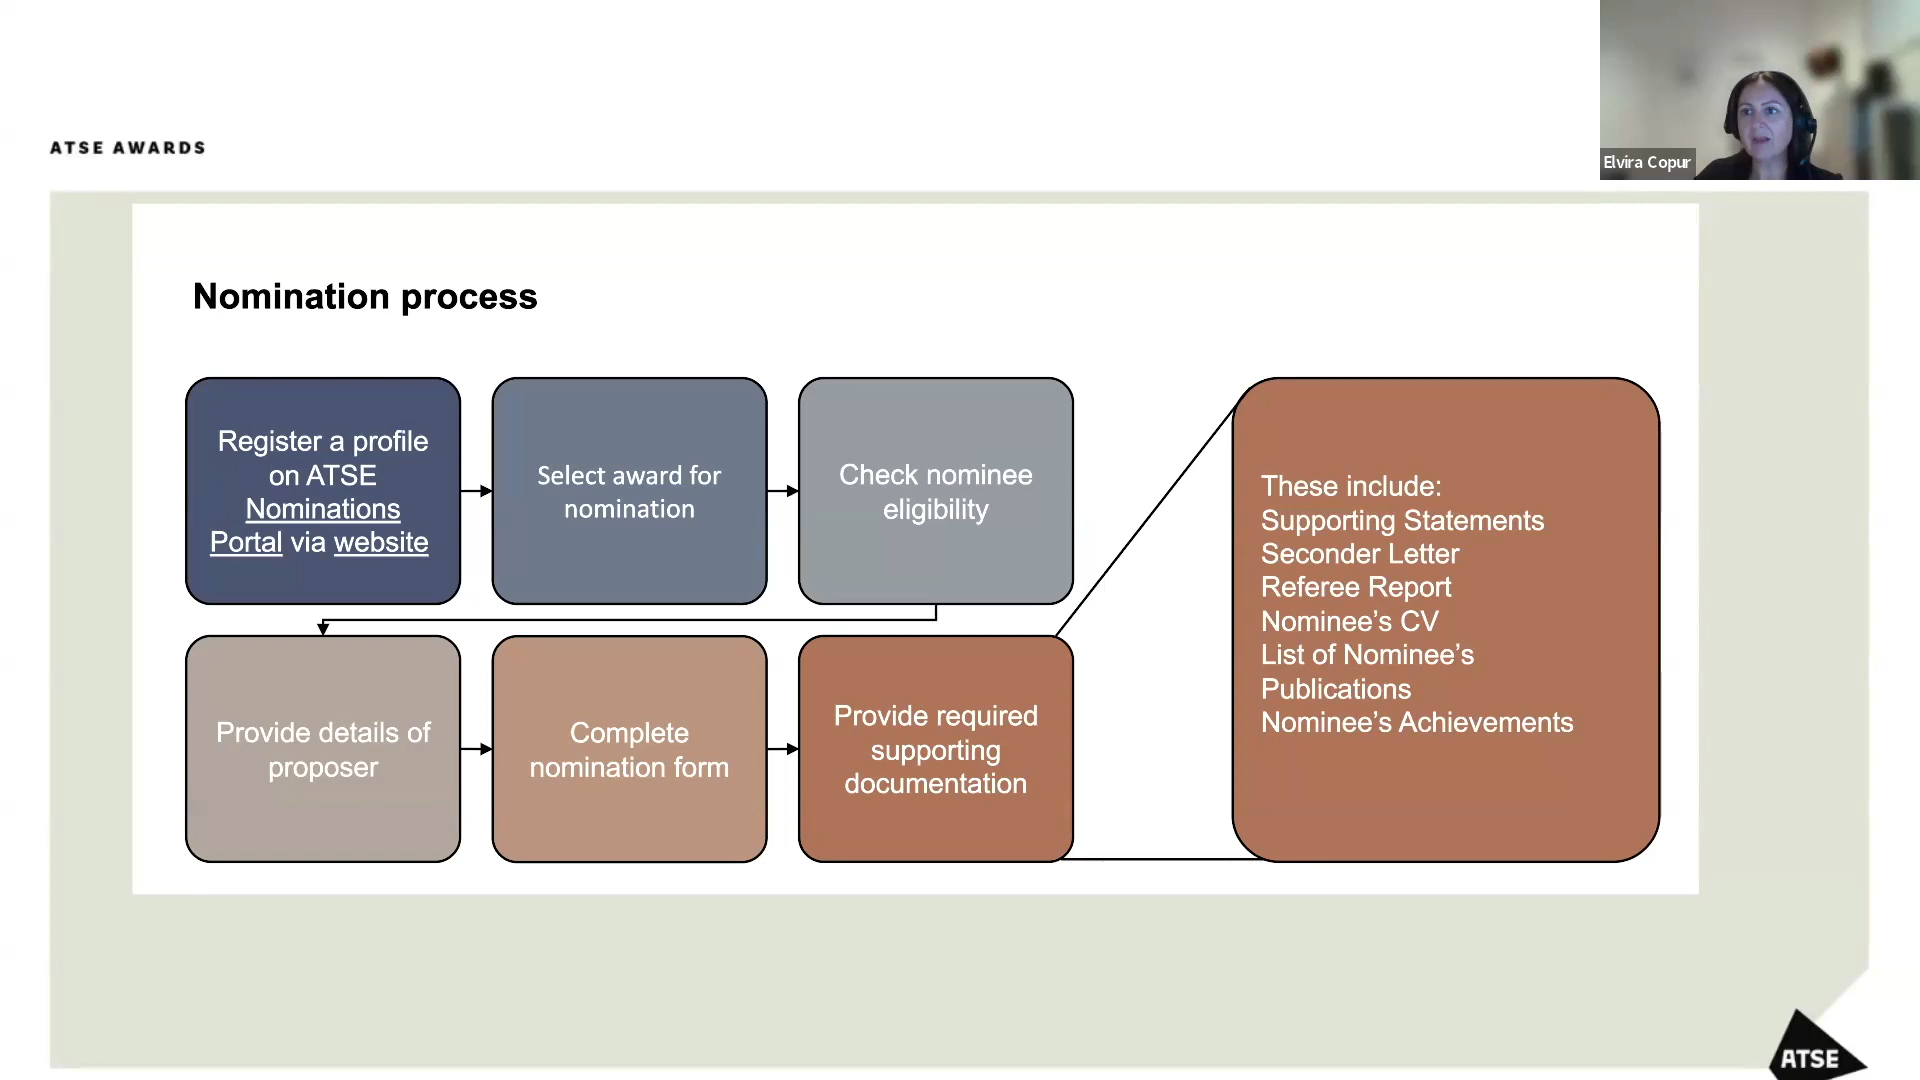 Elvira Copur
ATSE AWARDS
Nomination process
Register a profile
on ATSE
Nominations
Portal via website
Select award for
nomination
Check nominee
eligibility
Provide details of
proposer
Complete
nomination form
Provide required
supporting
documentation
These include:
Supporting Statements
Seconder Letter
Referee Report
Nominee’s CV
List of Nominee’s
Publications
Nominee’s Achievements
ATSE